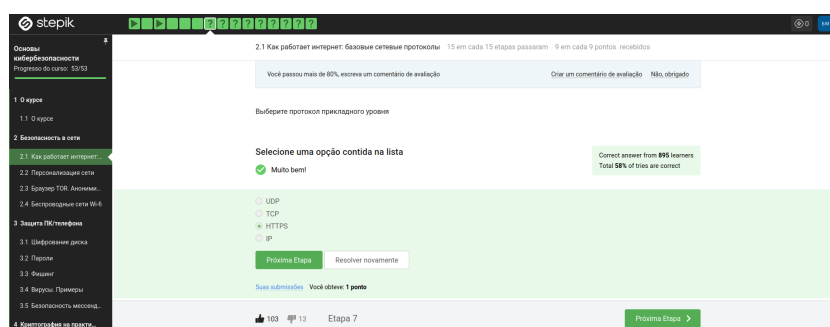 stepik
0
Основы
кибербезопасности
Progresso do curso: 53/53
2.1 Как работает интернет: базовые сетевые протоколы 15 em cada 15 etapas passaram 9 em cada 9 pontos recebidos
Você passou mais de 80%, escreva um comentário de avaliação Criar um comentário de avaliação Não, obrigado
1 О курсе
1.1 О курсе
2 Безопасность в сети
2.1 Как работает интернет:...
2.2 Персонализация сети
2.3 Браузер TOR. Аноними...
2.4 Беспроводные сети Wi-fi
3 Защита ПК/телефона
3.1 Шифрование диска
3.2 Пароли
3.3 Фишинг
3.4 Вирусы. Примеры
3.5 Безопасность мессенд...
4 Криптография на практи...
Выберите протокол прикладного уровня
Selecione uma opção contida na lista
Muito bem!
Correct answer from 895 learners
Total 58% of tries are correct
UDP
TCP
HTTPS
IP
Próxima Etapa Resolver novamente
Suas submissões Você obteve: 1 ponto
103 13 Etapa 7 Próxima Etapa